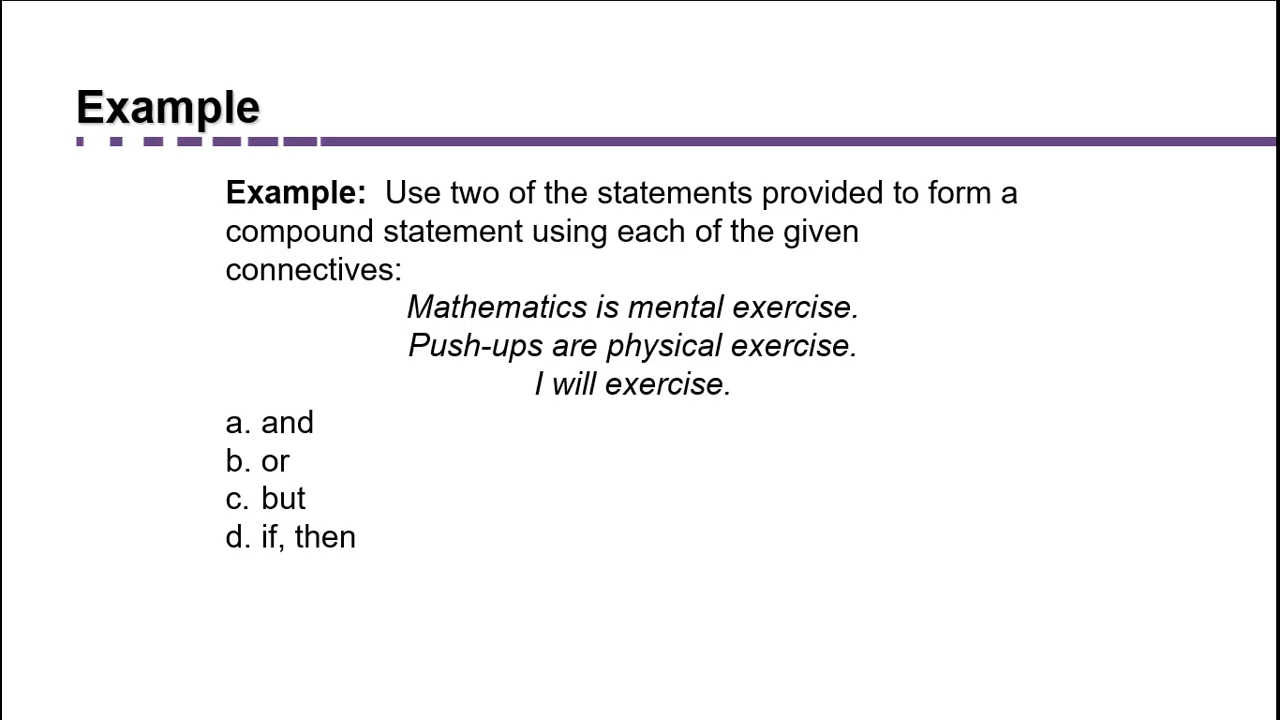 Example
Example: Use two of the statements provided to form a
compound statement using each of the given
connectives:
Mathematics is mental exercise.
Push-ups are physical exercise.
I will exercise.
a. and
b. or
c. but
d. if, then